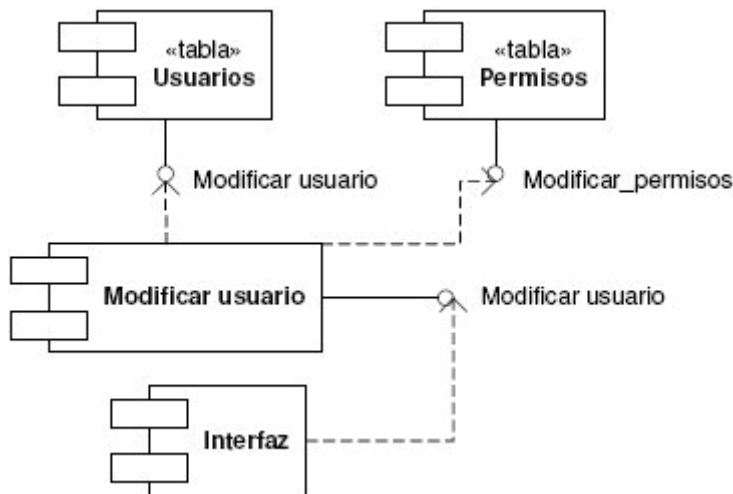 «tabla»
Usuarios
«tabla»
Permisos
Modificar usuario
Modificar_permisos
Modificar usuario
Modificar usuario
Interfaz